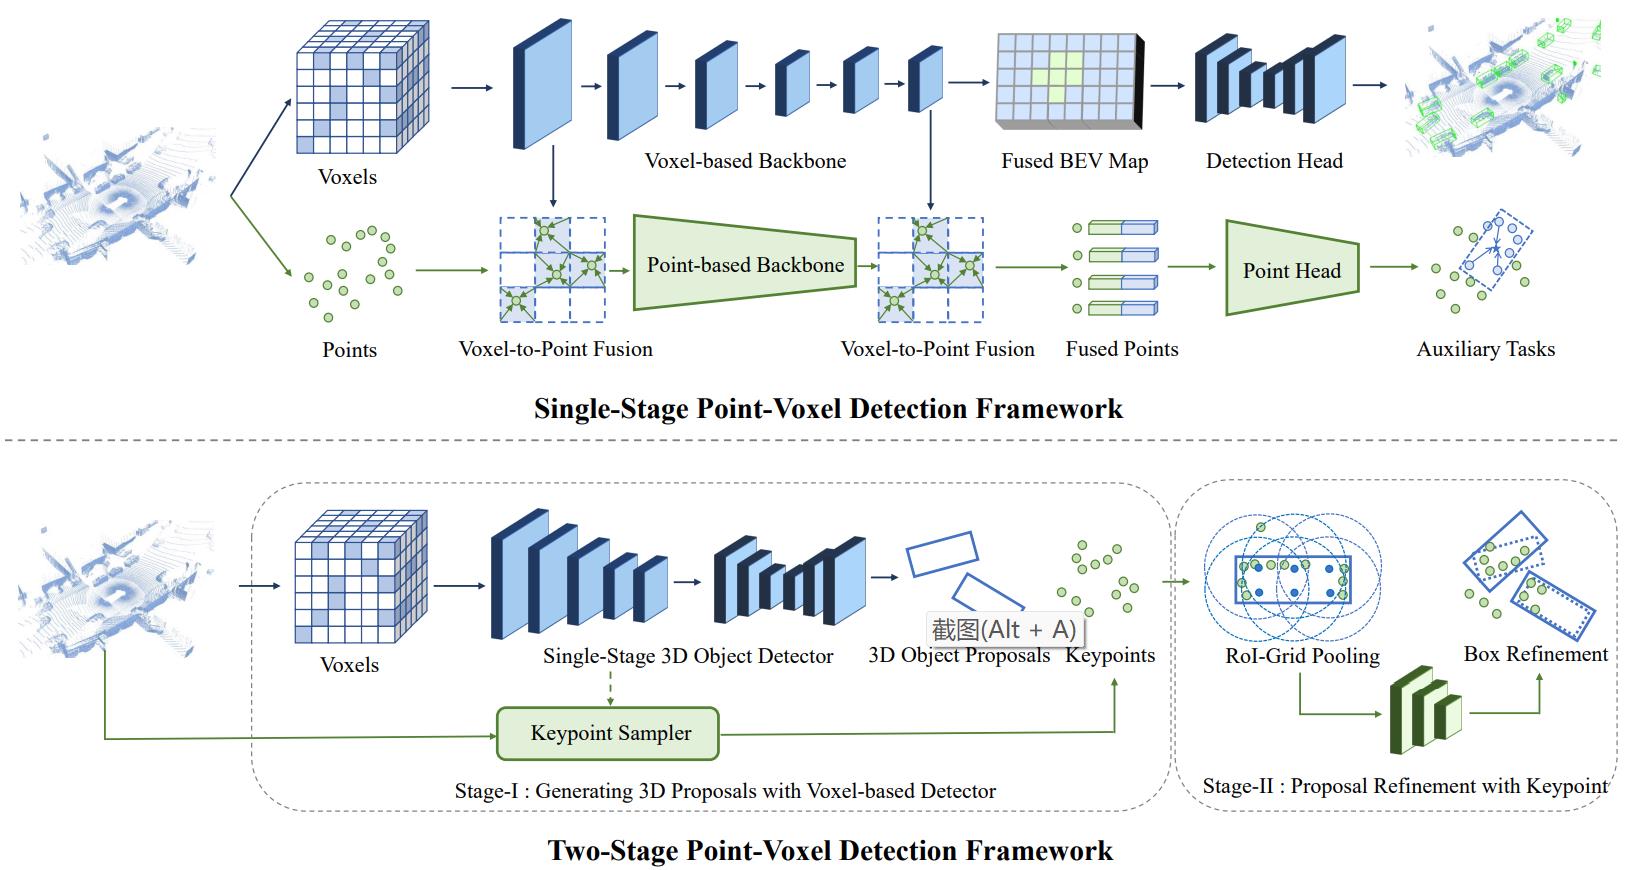 Voxels
Voxel-based Backbone
Fused BEV Map
Detection Head
Point-based Backbone
Point Head
Points
Voxel-to-Point Fusion
Voxel-to-Point Fusion
Fused Points
Auxiliary Tasks
Single-Stage Point-Voxel Detection Framework
截图(Alt + A)
Voxels
Single-Stage 3D Object Detector
3D Object Proposals
Keypoints
RoI-Grid Pooling
Box Refinement
Keypoint Sampler
Stage-I : Generating 3D Proposals with Voxel-based Detector
Stage-II : Proposal Refinement with Keypoint
Two-Stage Point-Voxel Detection Framework